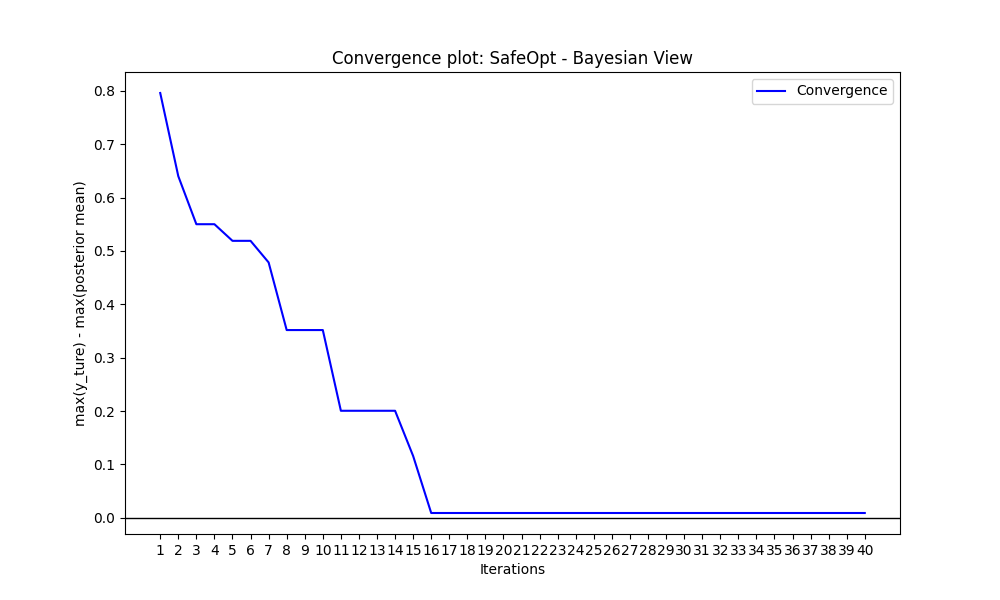 Convergence plot: SafeOpt - Bayesian View
Convergence
max(y_ture) - max(posterior mean)
0.8
0.7
0.6
0.5
0.4
0.3
0.2
0.1
0.0
1 2 3 4 5 6 7 8 9 10 11 12 13 14 15 16 17 18 19 20 21 22 23 24 25 26 27 28 29 30 31 32 33 34 35 36 37 38 39 40
Iterations